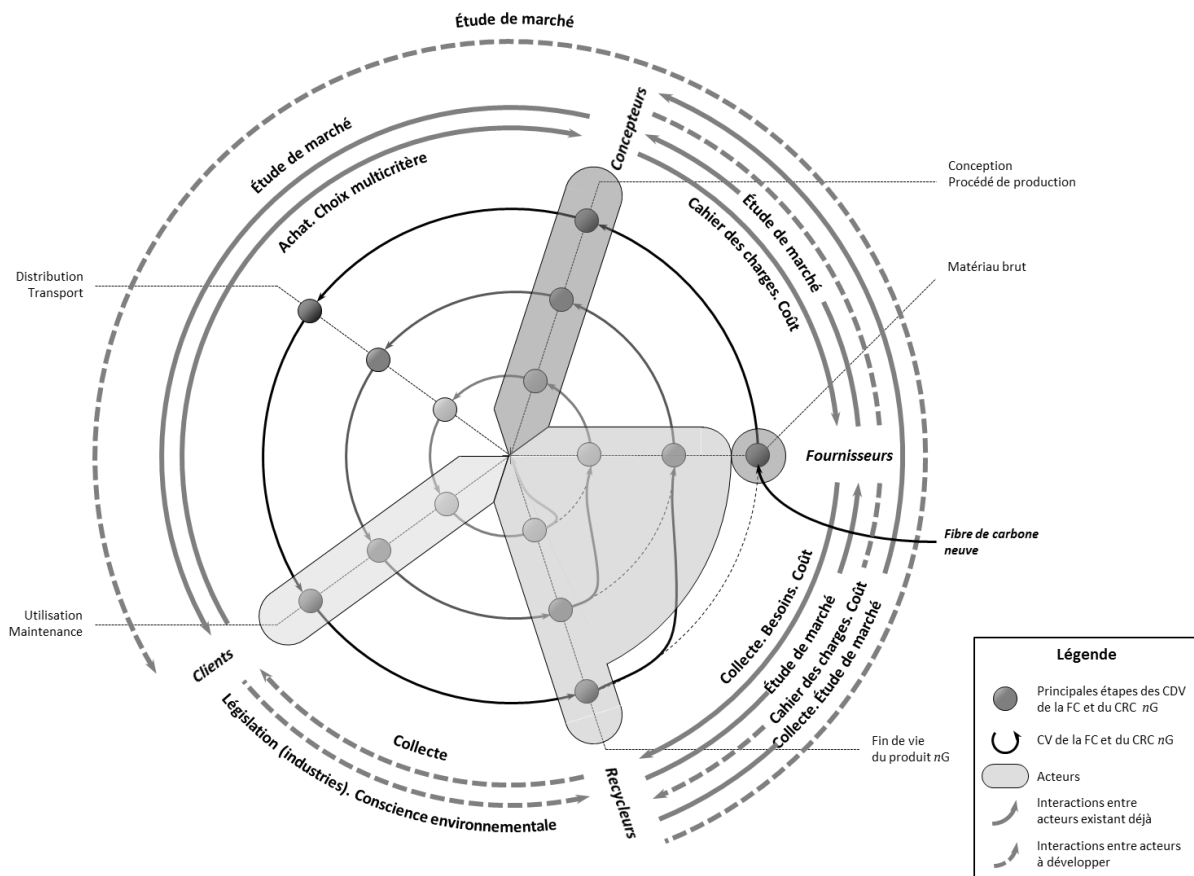 Étude de marché
Étude de marché
Achat. Choix multicritère
Concepteurs
Étude de marché
Cahier des charges. Coût
Conception
Procédé de production
Matériau brut
Distribution
Transport
Fournisseurs
Fibre de carbone
neuve
Utilisation
Maintenance
Clients
Collecte. Besoins. Coût
Étude de marché
Cahier des charges. Coût
Collecte. Étude de marché
Collecte
Législation (industries). Conscience environnementale
Recycleurs
Fin de vie
du produit nG
Légende
Principales étapes des CDV
de la FC et du CRC nG
CV de la FC et du CRC nG
Acteurs
Interactions entre
acteurs existant déjà
Interactions entre acteurs
à développer